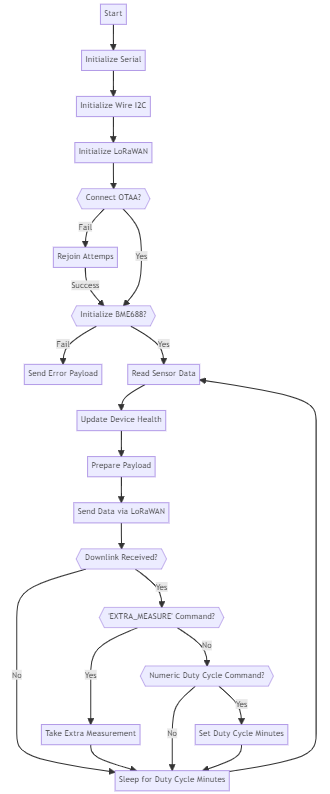 Start
Initialize Serial
Initialize Wire I2C
Initialize LoRaWAN
Connect OTAA?
Fail
Rejoin Attemps
Yes
Success
Initialize BME688?
Fail
Yes
Send Error Payload
Read Sensor Data
Update Device Health
Prepare Payload
Send Data via LoRaWAN
Downlink Received?
Yes
'EXTRA_MEASURE' Command?
No
No
Yes
Numeric Duty Cycle Command?
Yes
No
Take Extra Measurement
Set Duty Cycle Minutes
Sleep for Duty Cycle Minutes